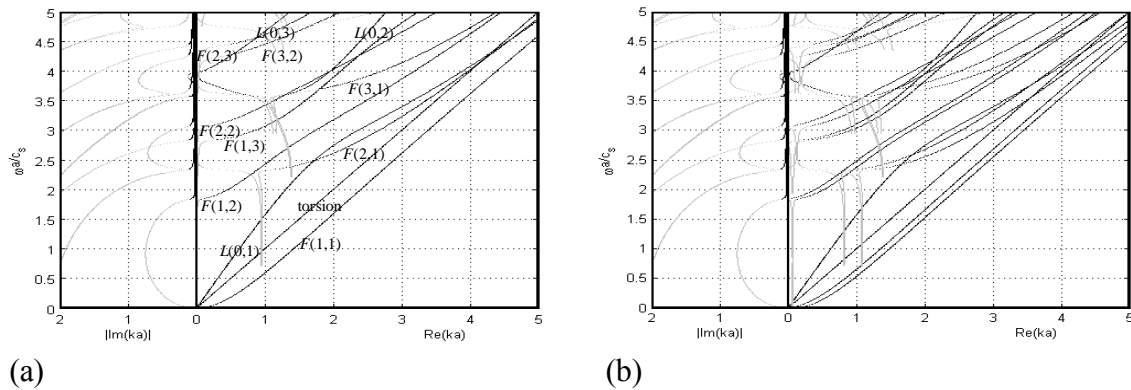 5
4.5
4
3.5
3
2.5
2
1.5
1
0.5
0
ωa/cₛ
2
1
0
1
2
3
4
5
|Im(ka)|
Re(ka)
L(0,3)
L(0,2)
F(2,3)
F(3,2)
F(3,1)
F(2,2)
F(1,3)
F(2,1)
F(1,2)
torsion
L(0,1)
F(1,1)
(a)
5
4.5
4
3.5
3
2.5
2
1.5
1
0.5
0
ωa/cₛ
2
1
0
1
2
3
4
5
|Im(ka)|
Re(ka)
(b)